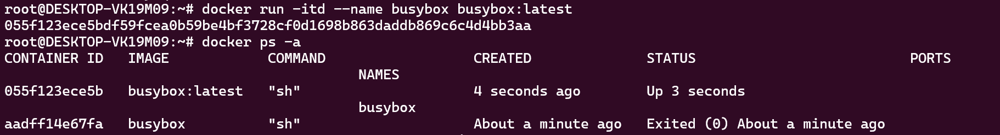 root@DESKTOP-VK19M09:~# docker run -itd --name busybox busybox:latest
055f123ece5bdf59fcea0b59be4bf3728cf0d1698b863daddb869c6c4d4bb3aa
root@DESKTOP-VK19M09:~# docker ps -a
CONTAINER ID   IMAGE            COMMAND                  CREATED              STATUS                          PORTS
                                           NAMES
055f123ece5b   busybox:latest   "sh"                     4 seconds ago        Up 3 seconds
                                           busybox
aadff14e67fa   busybox          "sh"                     About a minute ago   Exited (0) About a minute ago